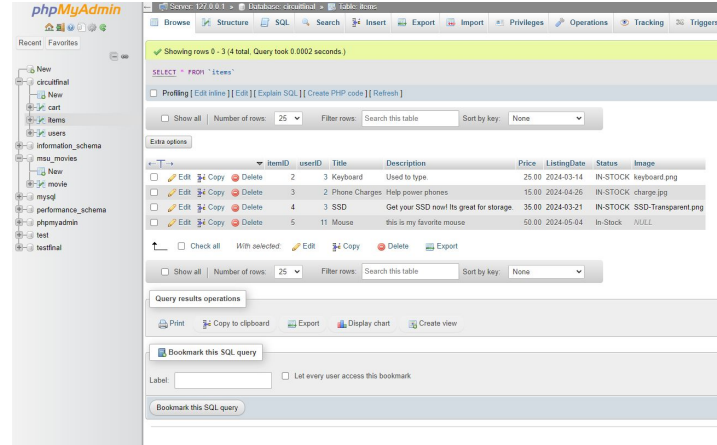 phpMyAdmin
Recent Favorites
New
circuitfinal
New
cart
items
users
information_schema
msu_movies
New
movie
mysql
performance_schema
phpmyadmin
test
testfinal
Server: 127.0.0.1 » Database: circuitfinal » Table: items
Browse Structure SQL Search Insert Export Import Privileges Operations Tracking Triggers
Showing rows 0 - 3 (4 total, Query took 0.0002 seconds.)
SELECT * FROM `items`
Profiling [ Edit inline ] [ Edit ] [ Explain SQL ] [ Create PHP code ] [ Refresh ]
Show all | Number of rows: 25 Filter rows: Search this table Sort by key: None
Extra options
itemID userID Title Description Price ListingDate Status Image
Edit Copy Delete 2 3 Keyboard Used to type. 25.00 2024-03-14 IN-STOCK keyboard.png
Edit Copy Delete 3 2 Phone Charges Help power phones 15.00 2024-04-26 IN-STOCK charge.jpg
Edit Copy Delete 4 3 SSD Get your SSD now! Its great for storage. 35.00 2024-03-21 IN-STOCK SSD-Transparent.png
Edit Copy Delete 5 11 Mouse this is my favorite mouse 50.00 2024-05-04 In-Stock NULL
Check all With selected: Edit Copy Delete Export
Show all | Number of rows: 25 Filter rows: Search this table Sort by key: None
Query results operations
Print Copy to clipboard Export Display chart Create view
Bookmark this SQL query
Label: Let every user access this bookmark
Bookmark this SQL query